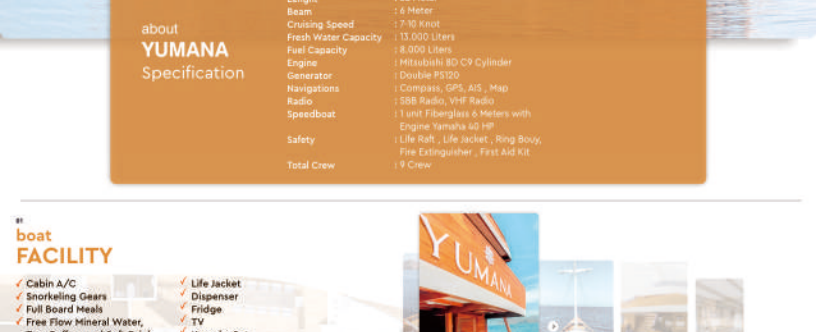 about
YUMANA
Specification
Beam : 6 Meter
Cruising Speed : 7-10 Knot
Fresh Water Capacity : 13.000 Liters
Fuel Capacity : 8.000 Liters
Engine : Mitsubishi 8D C9 Cylinder
Generator : Double PS120
Navigations : Compass, GPS, AIS , Map
Radio : SBB Radio, VHF Radio
Speedboat : 1 unit Fiberglass 6 Meters with
Engine Yamaha 40 HP
Safety : Life Raft , Life Jacket , Ring Bouy,
Fire Extinguisher , First Aid Kit
Total Crew : 9 Crew
boat
FACILITY
Cabin A/C
Snorkeling Gears
Full Board Meals
Free Flow Mineral Water,
Life Jacket
Dispenser
Fridge
TV
YUMANA